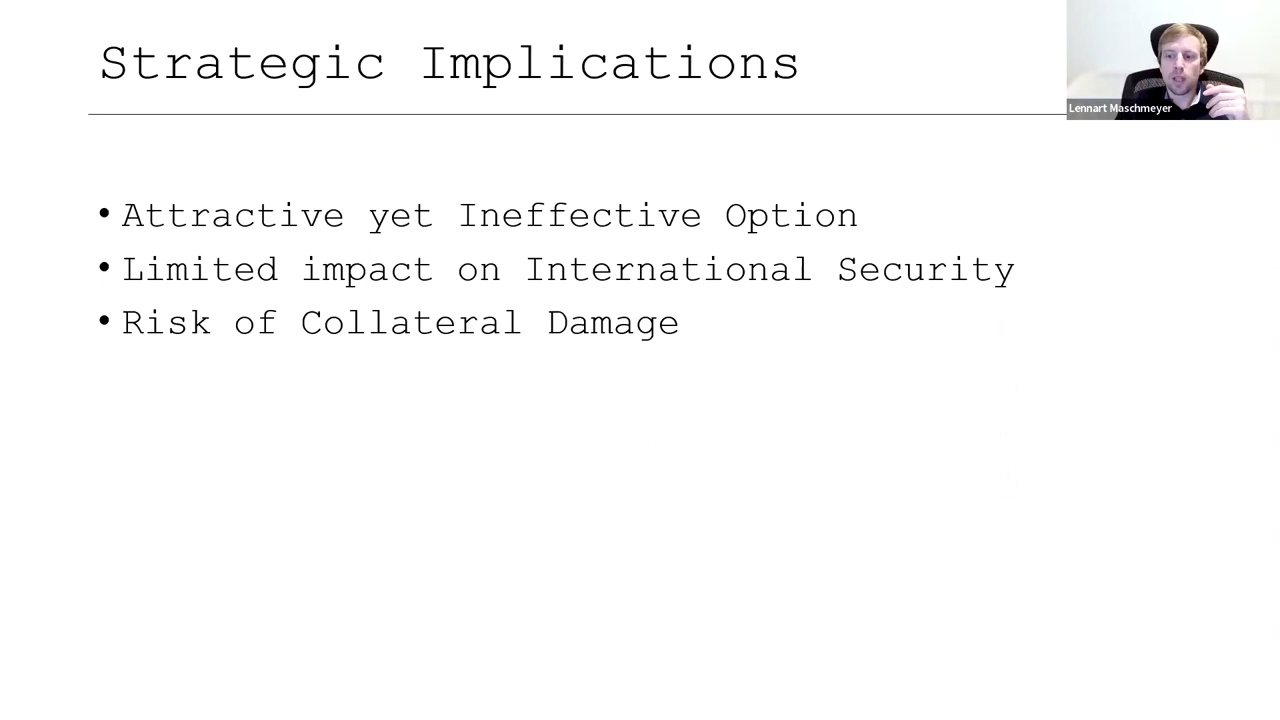 Strategic Implications
Lennart Maschmeyer
• Attractive yet Ineffective Option
• Limited impact on International Security
• Risk of Collateral Damage